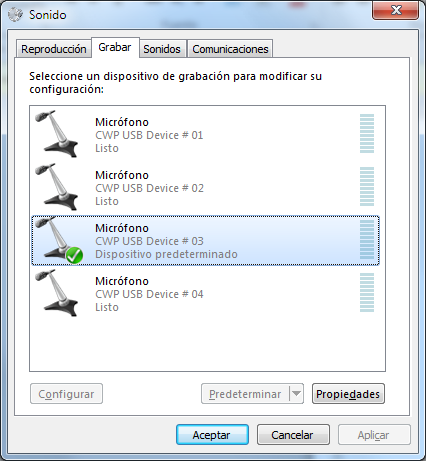 Sonido
Reproducción Grabar Sonidos Comunicaciones
Seleccione un dispositivo de grabación para modificar su
configuración:
Micrófono
CWP USB Device # 01
Listo
Micrófono
CWP USB Device # 02
Listo
Micrófono
CWP USB Device # 03
Dispositivo predeterminado
Micrófono
CWP USB Device # 04
Listo
Configurar Predeterminar Propiedades
Aceptar Cancelar Aplicar